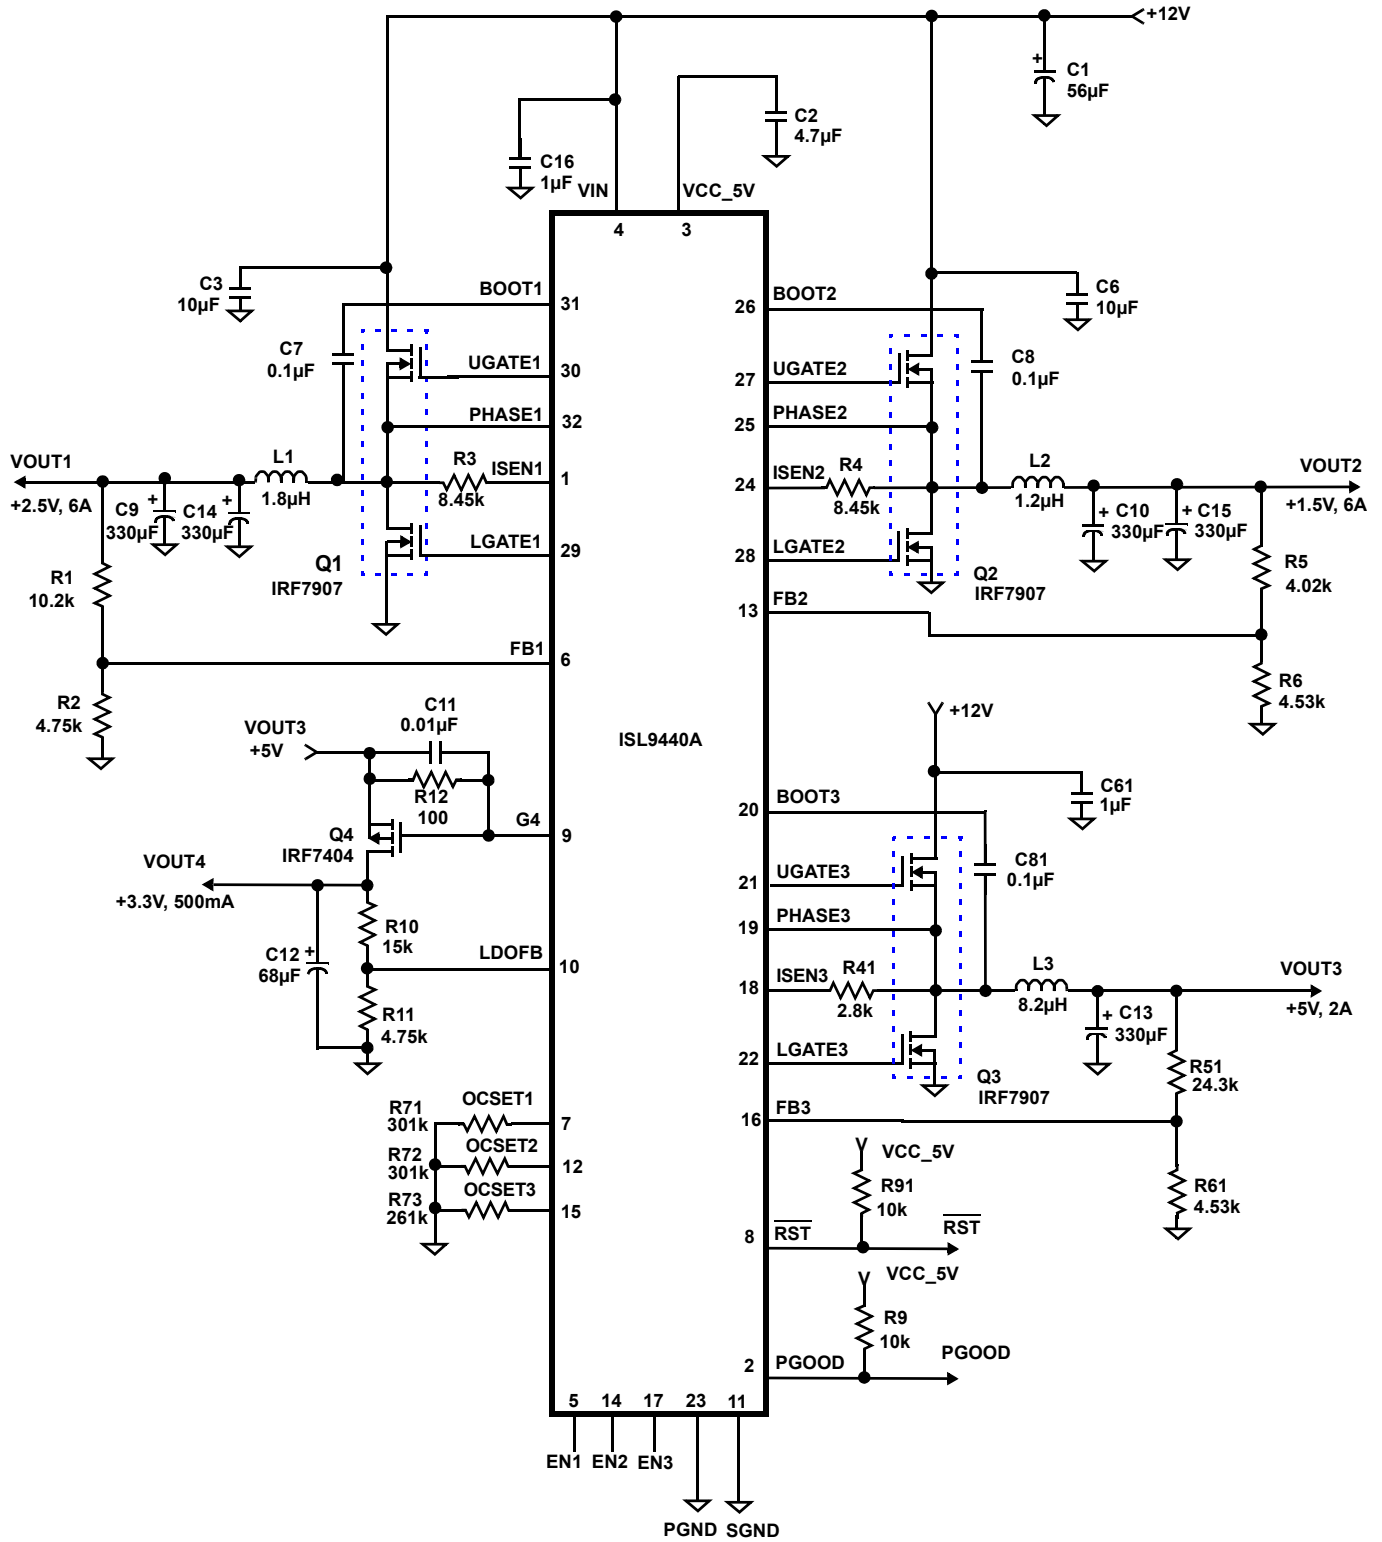 +12V
C1
56µF
C2
4.7µF
C16
1µF
VIN
VCC_5V
4
3
C3
10µF
BOOT1
31
26
BOOT2
C6
10µF
C7
0.1µF
UGATE1
30
27
UGATE2
C8
0.1µF
PHASE1
32
25
PHASE2
VOUT1
+2.5V, 6A
L1
1.8µH
R3
8.45k
ISEN1
1
24
ISEN2
R4
8.45k
L2
1.2µH
VOUT2
+1.5V, 6A
C9
330µF
C14
330µF
+
+
+
C10
330µF
+
C15
330µF
LGATE1
29
28
LGATE2
Q1
IRF7907
Q2
IRF7907
R1
10.2k
R5
4.02k
13
FB2
FB1
6
R2
4.75k
R6
4.53k
C11
0.01µF
VOUT3
+5V
ISL9440A
+12V
R12
100
C61
1µF
20
BOOT3
G4
9
Q4
IRF7404
VOUT4
+3.3V, 500mA
21
UGATE3
C81
0.1µF
19
PHASE3
R10
15k
C12
68µF
+
LDOFB
10
18
ISEN3
R41
2.8k
L3
8.2µH
VOUT3
+5V, 2A
+
C13
330µF
R11
4.75k
22
LGATE3
Q3
IRF7907
R51
24.3k
R71
301k
OCSET1
7
16
FB3
R72
301k
OCSET2
12
VCC_5V
R73
261k
OCSET3
15
R91
10k
R61
4.53k
8
RST
RST
VCC_5V
R9
10k
2
PGOOD
PGOOD
5
14
17
23
11
EN1
EN2
EN3
PGND
SGND